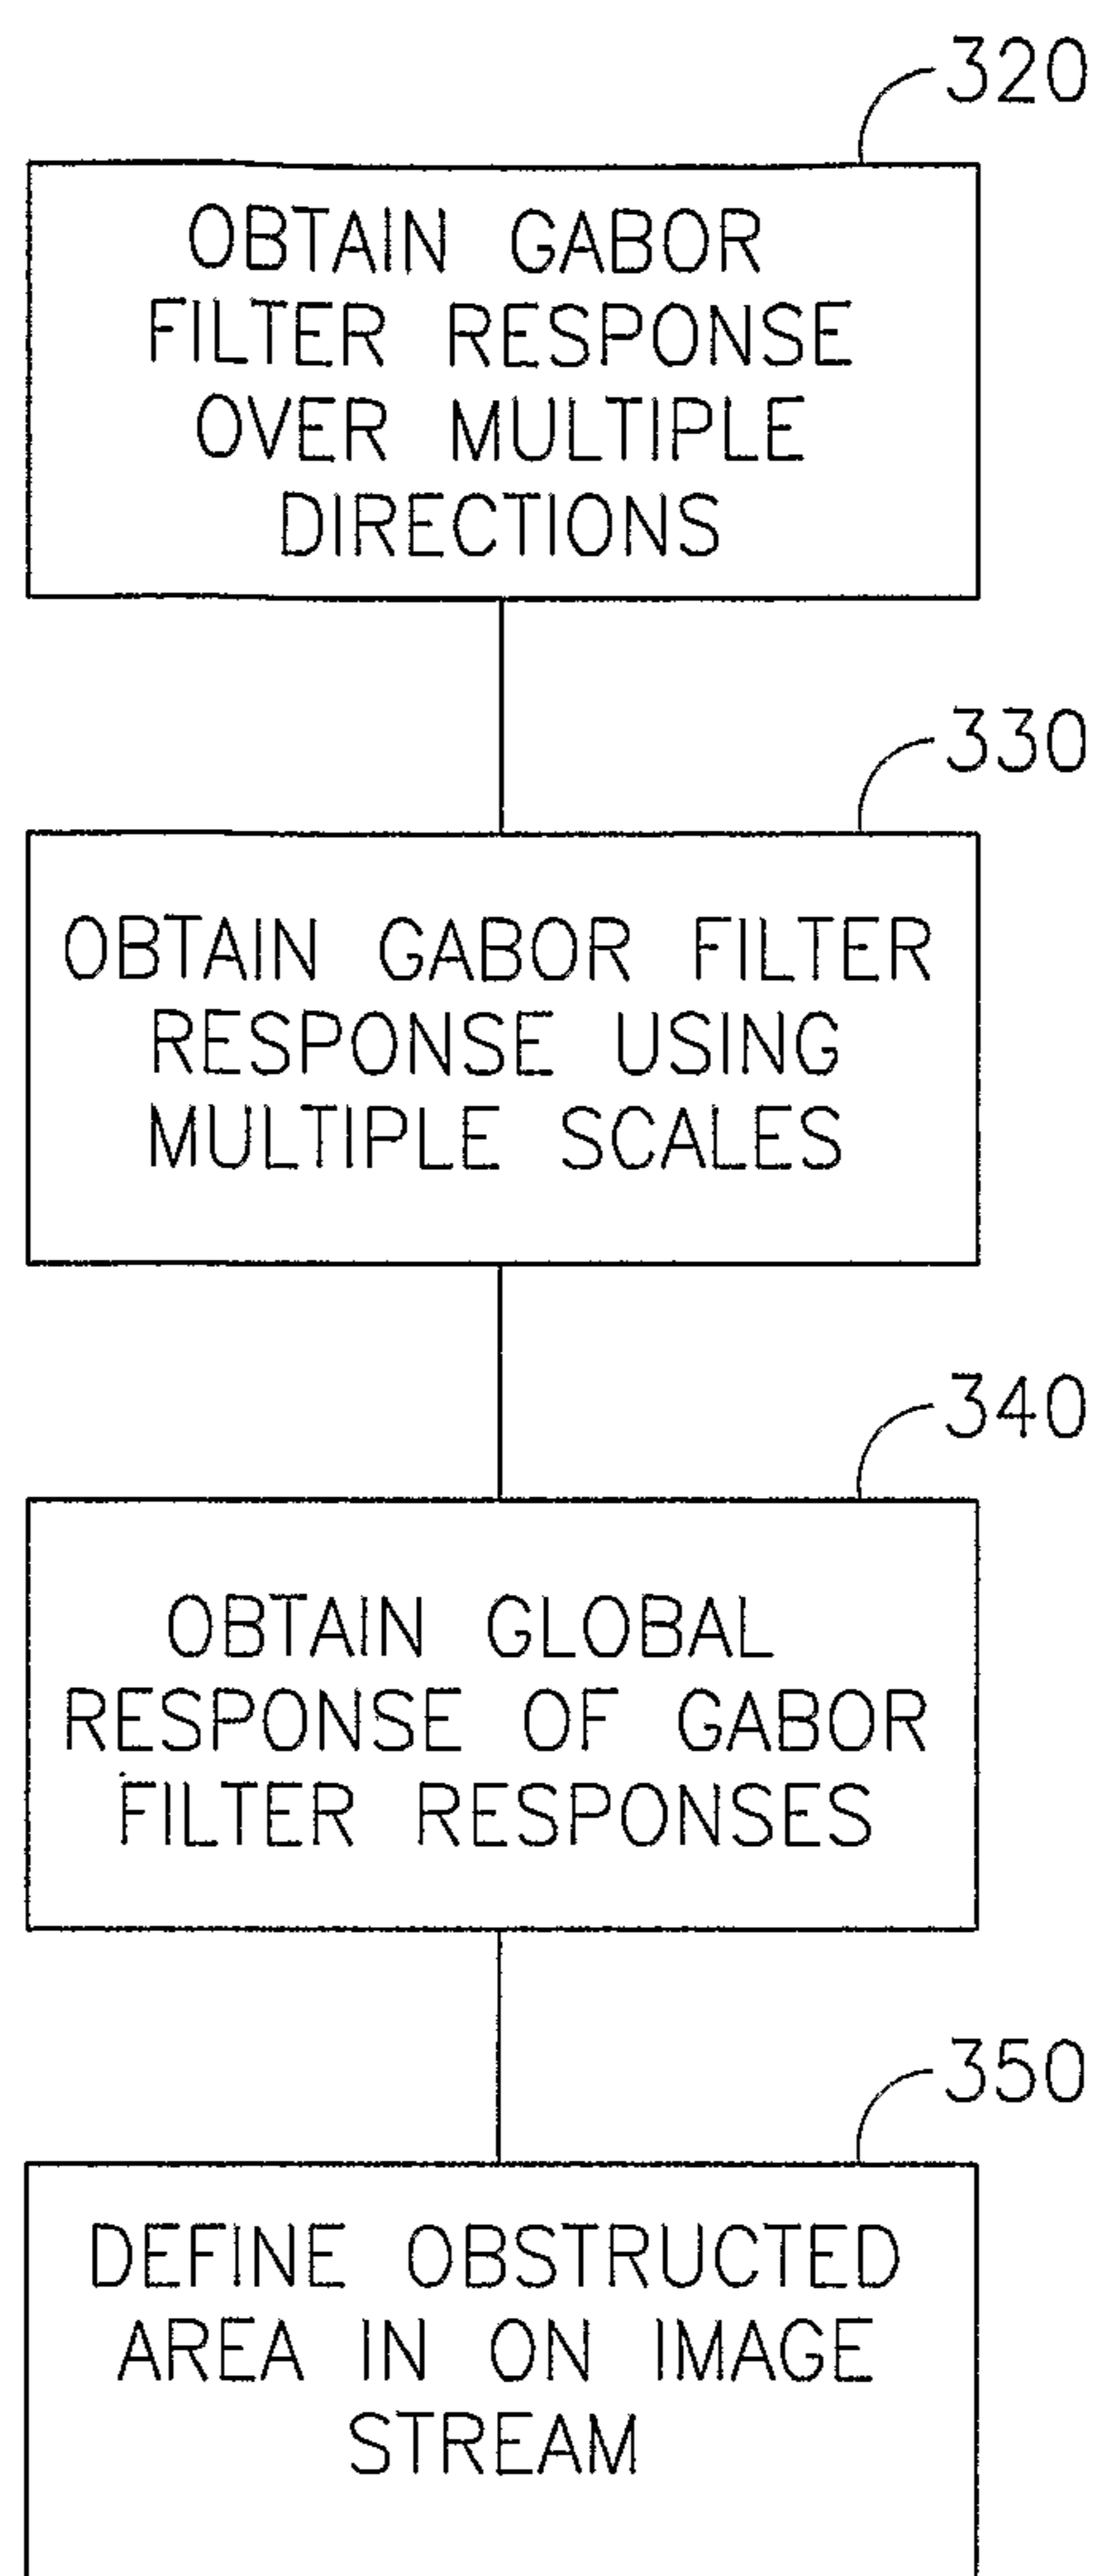 320
OBTAIN GABOR
FILTER RESPONSE
OVER MULTIPLE
DIRECTIONS
330
OBTAIN GABOR FILTER
RESPONSE USING
MULTIPLE SCALES
340
OBTAIN GLOBAL
RESPONSE OF GABOR
FILTER RESPONSES
350
DEFINE OBSTRUCTED
AREA IN ON IMAGE
STREAM